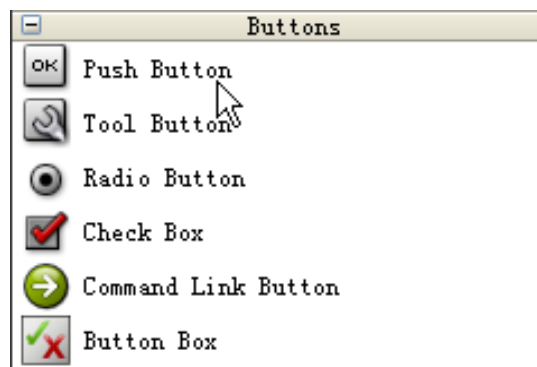 Buttons
OK Push Button
Tool Button
Radio Button
Check Box
Command Link Button
Button Box